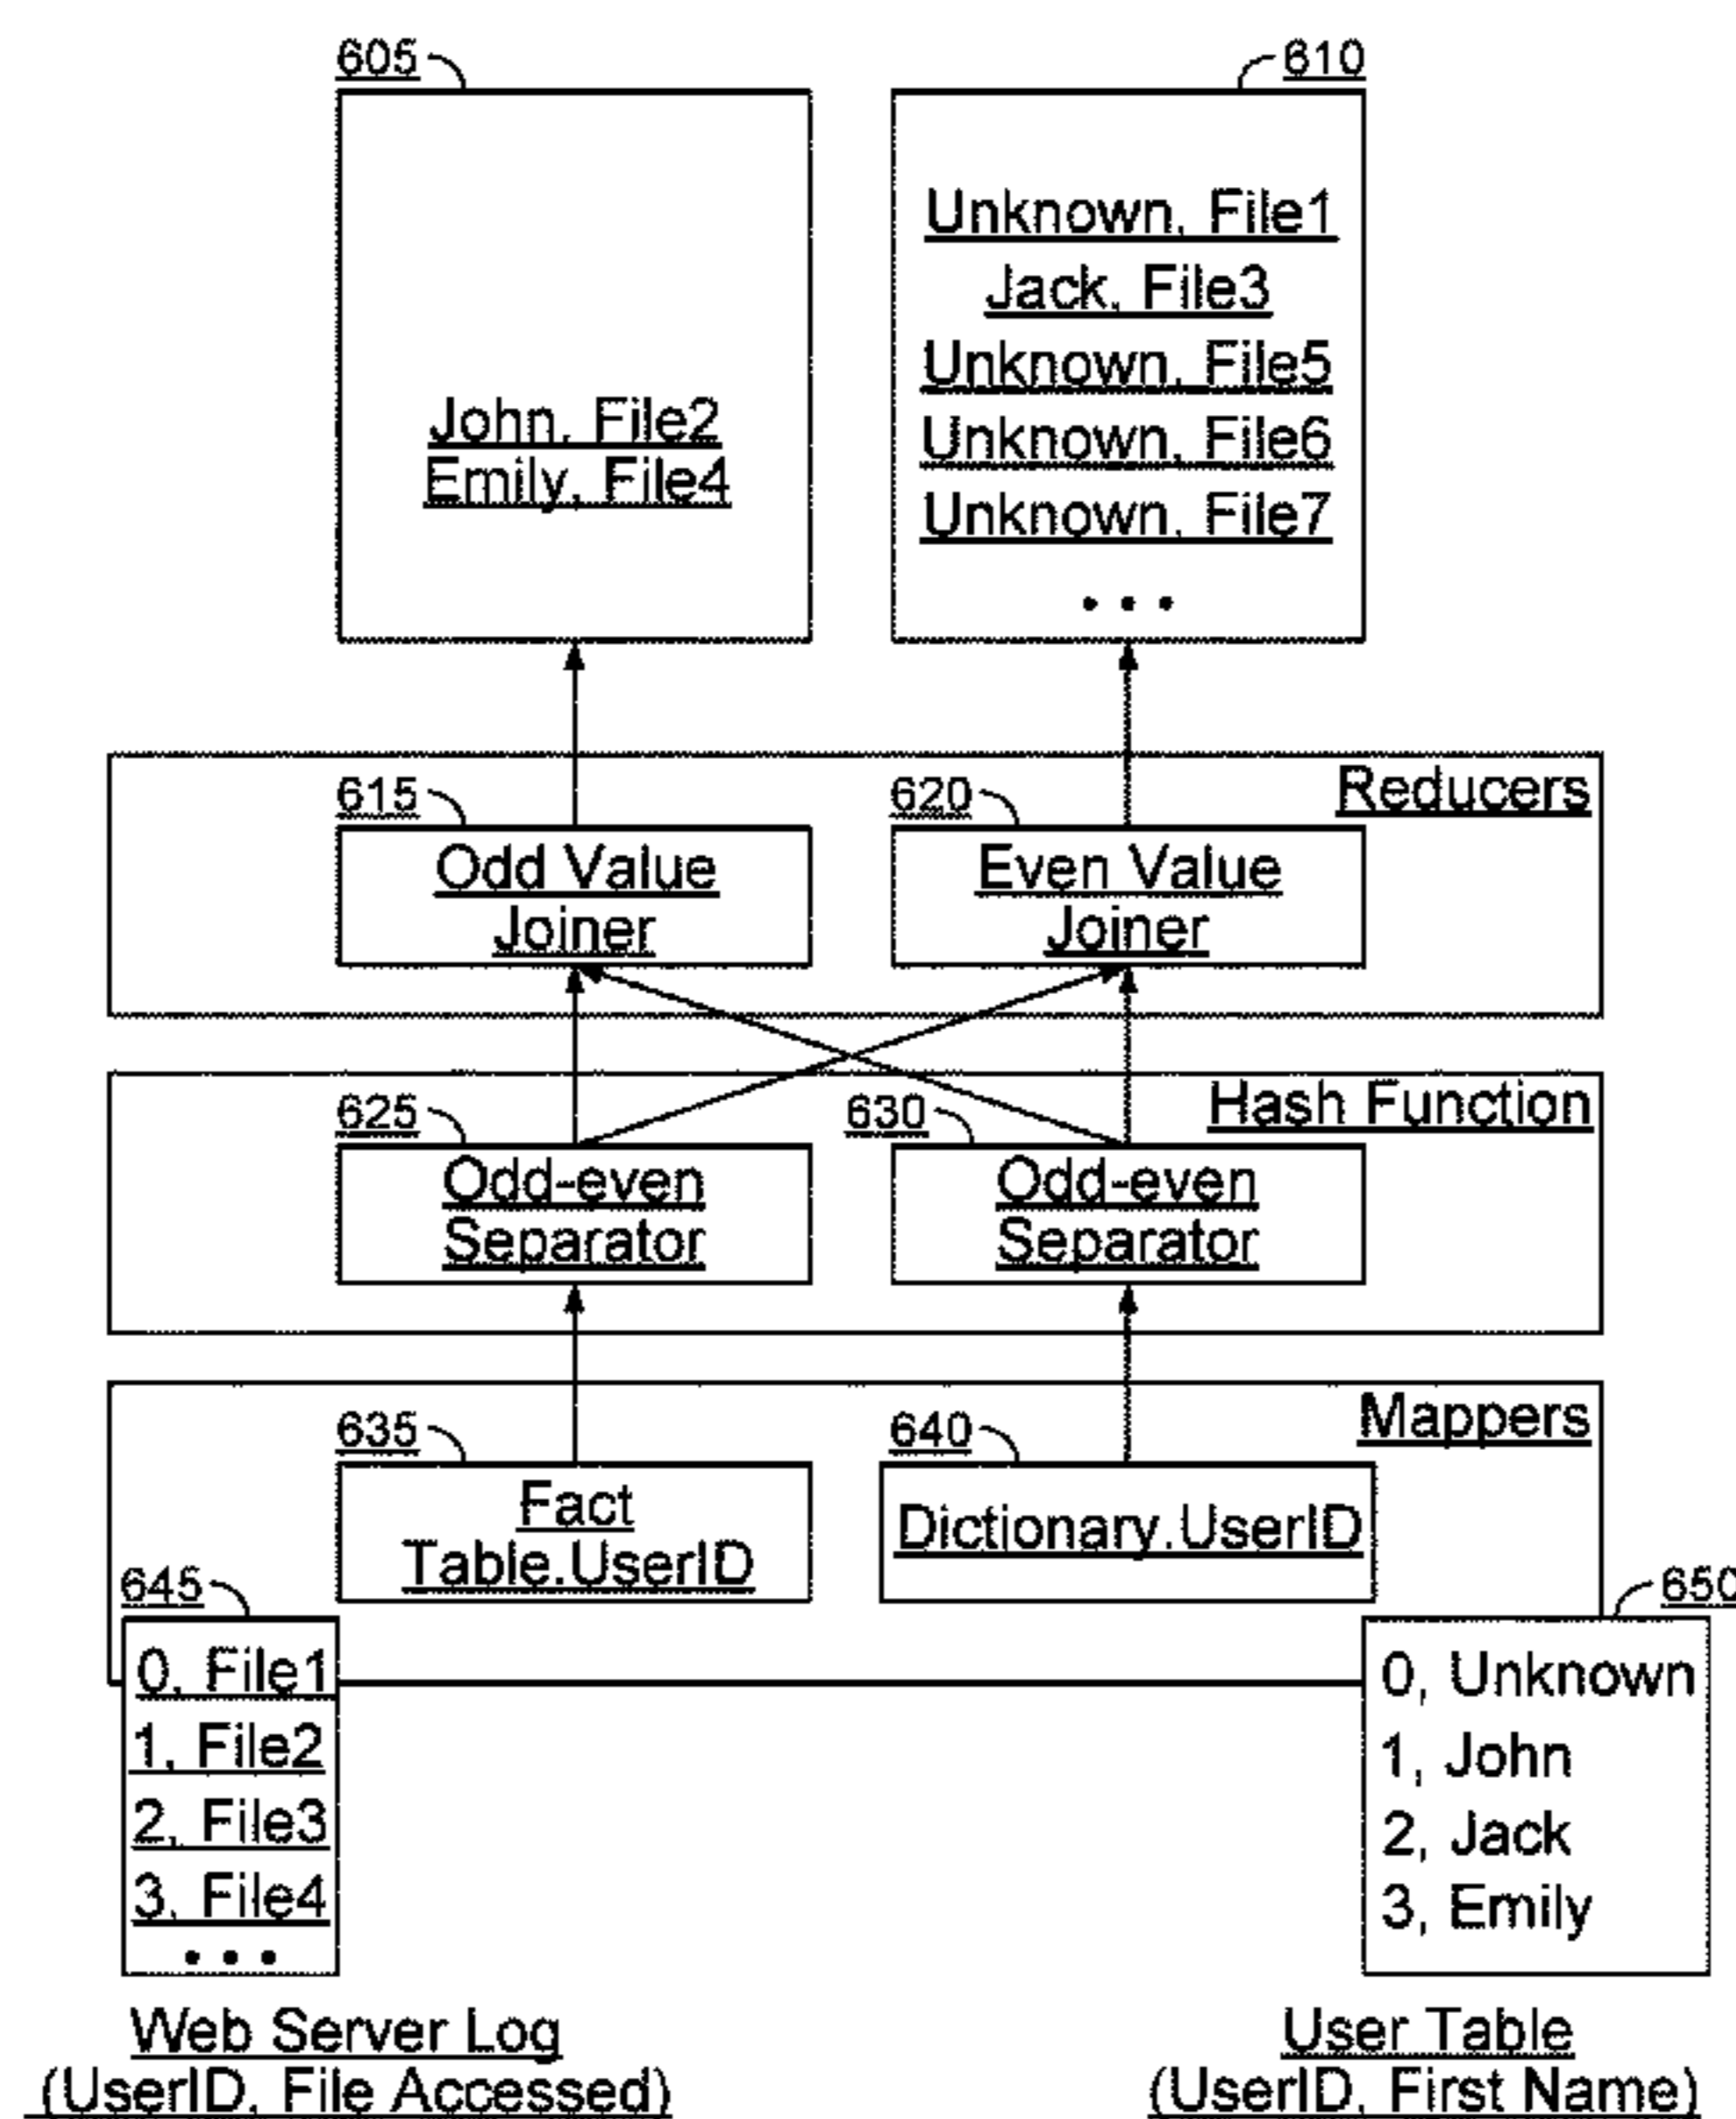 605
610
Unknown, File1
Jack, File3
Unknown, File5
Unknown, File6
Unknown, File7
• • •
John, File2
Emily, File4
Reducers
615
620
Odd Value
Joiner
Even Value
Joiner
Hash Function
625
630
Odd-even
Separator
Odd-even
Separator
Mappers
635
640
Fact
Table.UserID
Dictionary.UserID
645
650
0, File1
1, File2
2, File3
3, File4
• • •
0, Unknown
1, John
2, Jack
3, Emily
Web Server Log
(UserID, File Accessed)
User Table
(UserID, First Name)